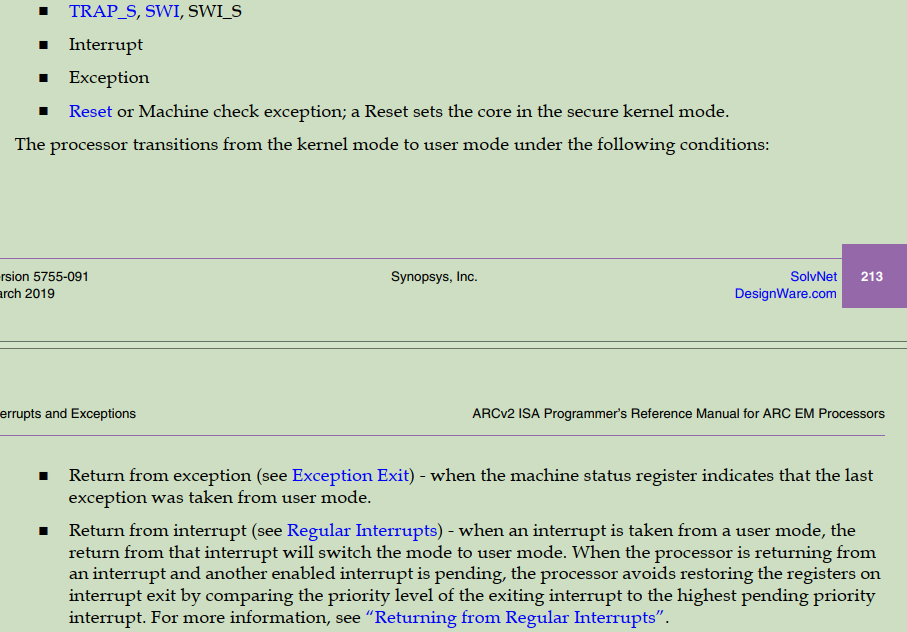 ■ TRAP_S, SWI, SWI_S
■ Interrupt
■ Exception
■ Reset or Machine check exception; a Reset sets the core in the secure kernel mode.
The processor transitions from the kernel mode to user mode under the following conditions:
rsion 5755-091 Synopsys, Inc. SolvNet 213
arch 2019 DesignWare.com
errupts and Exceptions ARCv2 ISA Programmer's Reference Manual for ARC EM Processors
■ Return from exception (see Exception Exit) - when the machine status register indicates that the last
exception was taken from user mode.
■ Return from interrupt (see Regular Interrupts) - when an interrupt is taken from a user mode, the
return from that interrupt will switch the mode to user mode. When the processor is returning from
an interrupt and another enabled interrupt is pending, the processor avoids restoring the registers on
interrupt exit by comparing the priority level of the exiting interrupt to the highest pending priority
interrupt. For more information, see “Returning from Regular Interrupts”.